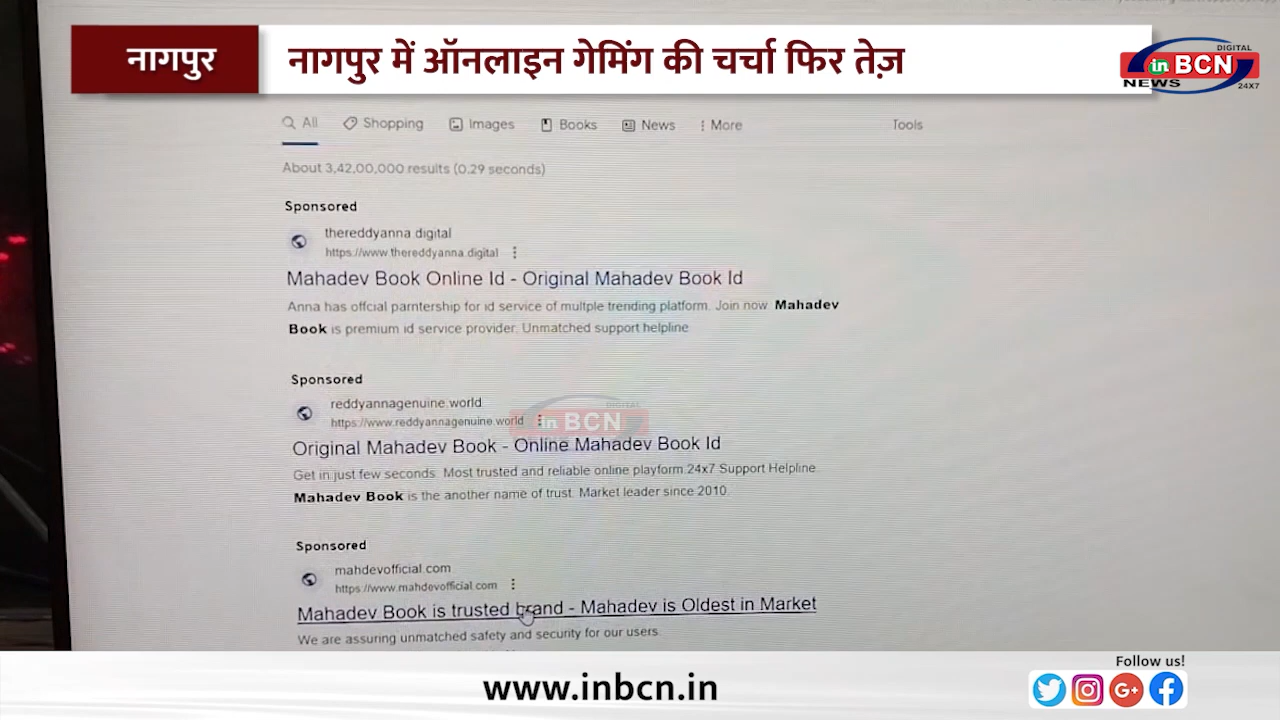 नागपुर
नागपुर में ऑनलाइन गेमिंग की चर्चा फिर तेज़
DIGITAL
in BCN
NEWS 24X7
All Shopping Images Books News More Tools
About 3,42,00,000 results (0.29 seconds)
Sponsored
thereddyanna.digital
https://www.thereddyanna.digital
Mahadev Book Online Id - Original Mahadev Book Id
Anna has offcial parntership for id service of multple trending platform. Join now Mahadev
Book is premium id service provider. Unmatched support helpline
Sponsored
reddyannagenuine.world
https://www.reddyannagenuine.world
DIGITAL
in BCN
Original Mahadev Book - Online Mahadev Book Id
Get in just few seconds. Most trusted and reliable online playform 24x7 Support Helpline
Mahadev Book is the another name of trust. Market leader since 2010.
Sponsored
mahdevofficial.com
https://www.mahdevofficial.com
Mahadev Book is trusted brand - Mahadev is Oldest in Market
We are assuring unmatched safety and security for our users
Follow us!
www.inbcn.in